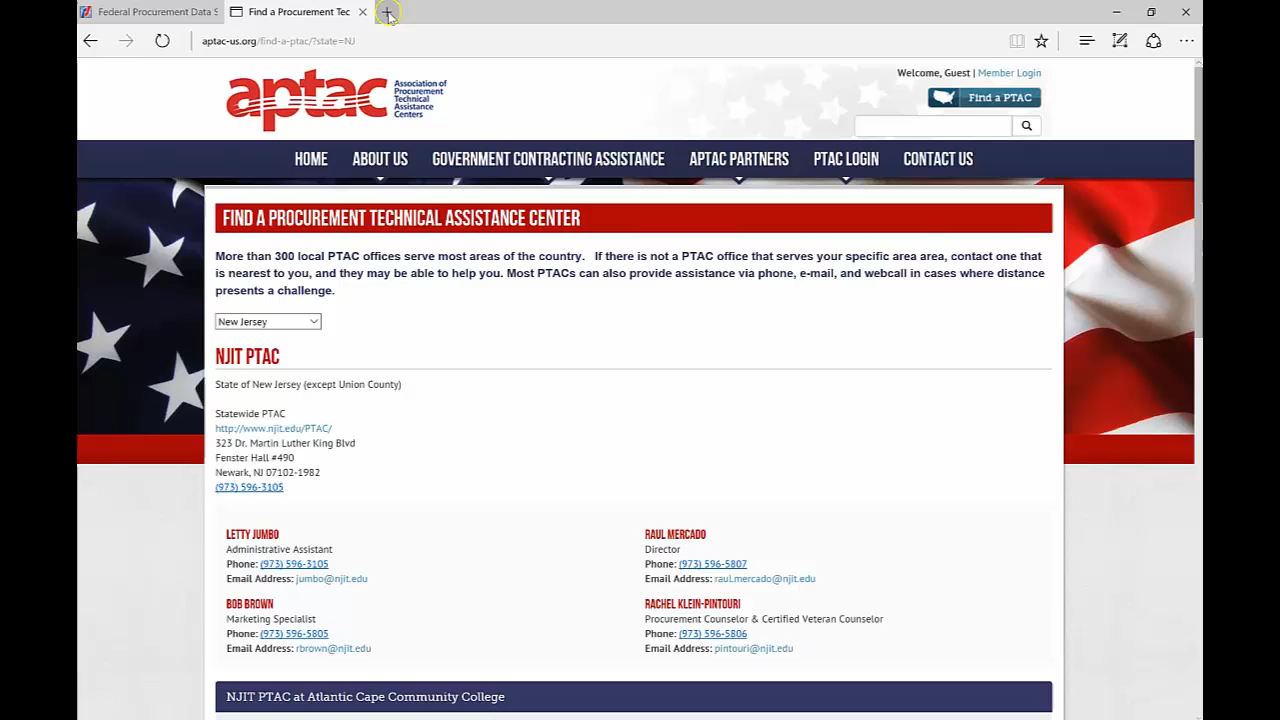 Federal Procurement Data S
Find a Procurement Tec
aptac-us.org/find-a-ptac/?state=NJ
aptac
Association of
Procurement
Technical
Assistance
Centers
Welcome, Guest | Member Login
Find a PTAC
HOME ABOUT US GOVERNMENT CONTRACTING ASSISTANCE APTAC PARTNERS PTAC LOGIN CONTACT US
FIND A PROCUREMENT TECHNICAL ASSISTANCE CENTER
More than 300 local PTAC offices serve most areas of the country. If there is not a PTAC office that serves your specific area area, contact one that
is nearest to you, and they may be able to help you. Most PTACs can also provide assistance via phone, e-mail, and webcall in cases where distance
presents a challenge.
New Jersey
NJIT PTAC
State of New Jersey (except Union County)
Statewide PTAC
http://www.njit.edu/PTAC/
323 Dr. Martin Luther King Blvd
Fenster Hall #490
Newark, NJ 07102-1982
(973) 596-3105
LETTY JUMBO
Administrative Assistant
Phone: (973) 596-3105
Email Address: jumbo@njit.edu
RAUL MERCADO
Director
Phone: (973) 596-5807
Email Address: raul.mercado@njit.edu
BOB BROWN
Marketing Specialist
Phone: (973) 596-5805
Email Address: rbrown@njit.edu
RACHEL KLEIN-PINTOURI
Procurement Counselor & Certified Veteran Counselor
Phone: (973) 596-5806
Email Address: pintouri@njit.edu
NJIT PTAC at Atlantic Cape Community College